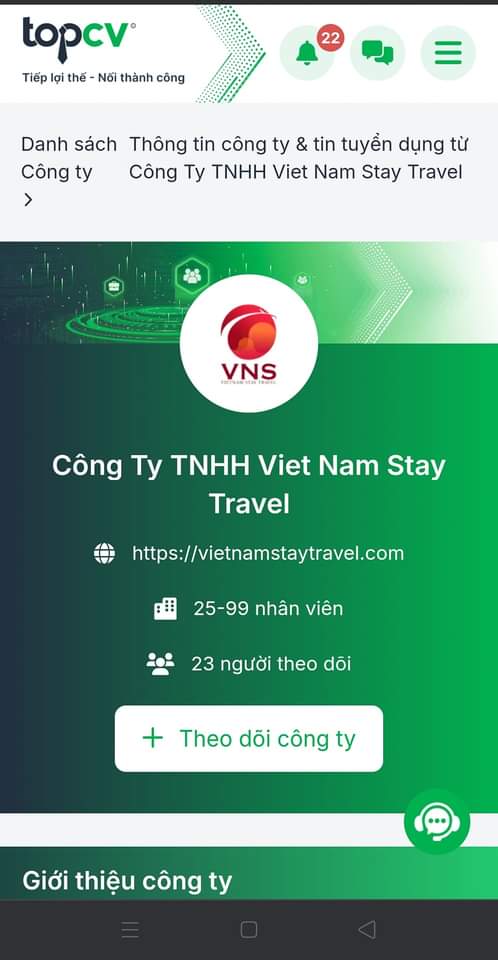 topcv
22
Tiếp lợi thế - Nối thành công
Danh sách
Công ty
Thông tin công ty & tin tuyển dụng từ
Công Ty TNHH Viet Nam Stay Travel
VNS
VIETNAM STAY TRAVEL
Công Ty TNHH Viet Nam Stay
Travel
https://vietnamstaytravel.com
25-99 nhân viên
23 người theo dõi
+ Theo dõi công ty
Giới thiệu công ty